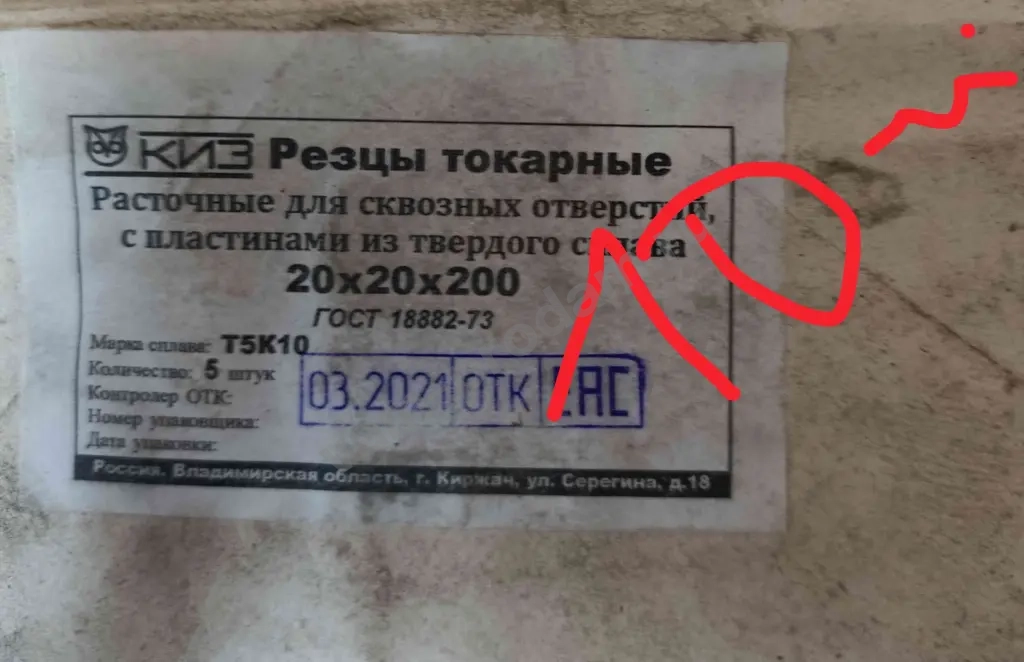 КИЗ Резцы токарные
Расточные для сквозных отверстий,
с пластинами из твердого сплава
20х20х200
ГОСТ 18882-73
Марка сплава: Т5К10
Количество: 5 штук
Контролер ОТК:
Номер упаковщика:
Дата упаковки:
03.2021 ОТК ЕАС
Россия. Владимирская область, г. Киржач, ул. Серегина, д.18